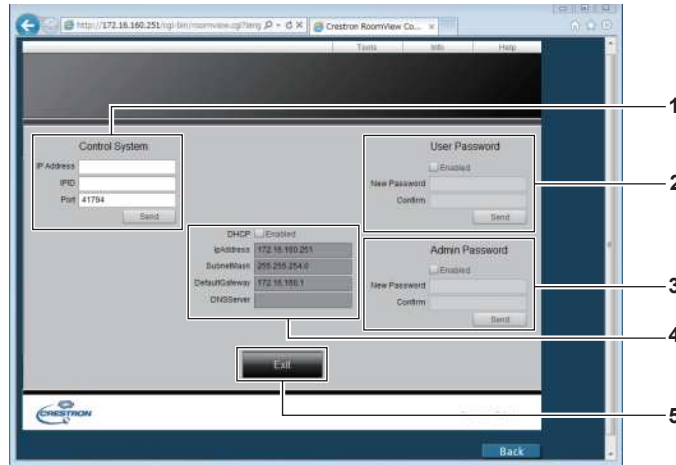 http://172.16.160.251/cgi-bin/roomview.cgi?lang
Crestron RoomView Co...
Tools Info Help
1
Control System
IP Address
IPID
Port 41794
Send
User Password
Enabled
New Password
Confirm
Send
2
DHCP Enabled
IpAddress 172.16.160.251
SubnetMask 255.255.254.0
DefaultGateway 172.16.160.1
DNSServer
Admin Password
Enabled
New Password
Confirm
Send
3
4
Exit
CRESTRON
5
Back